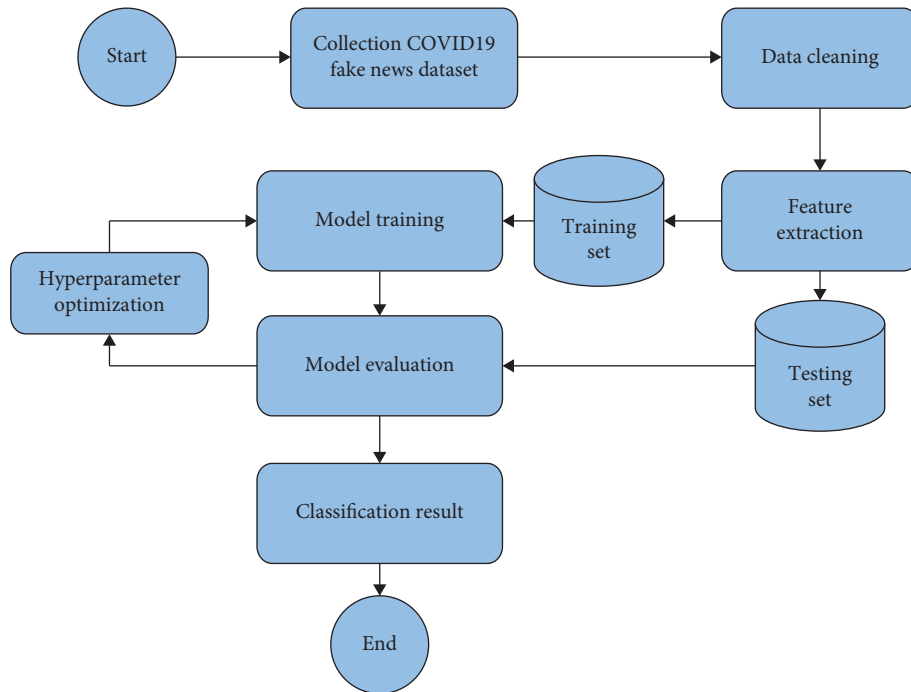 Start
Collection COVID19
fake news dataset
Data cleaning
Model training
Training
set
Feature
extraction
Hyperparameter
optimization
Model evaluation
Testing
set
Classification result
End